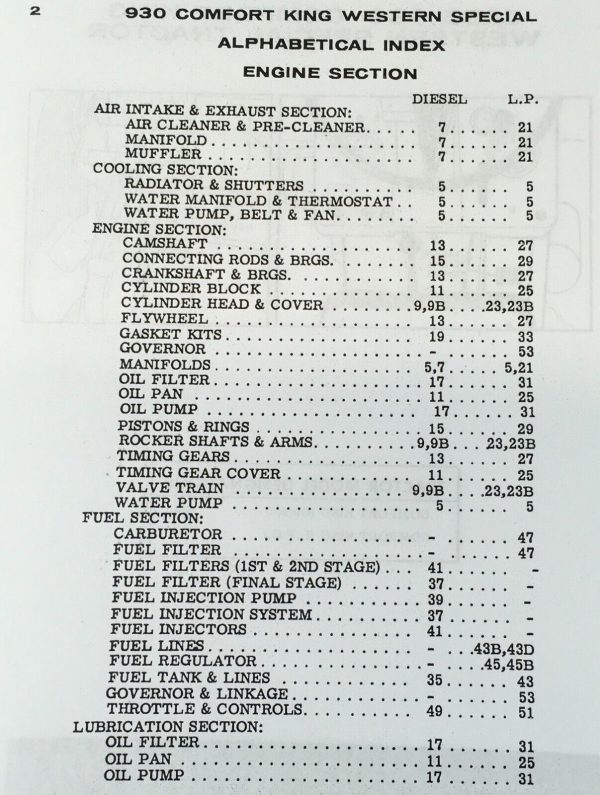 2
930 COMFORT KING WESTERN SPECIAL
ALPHABETICAL INDEX
ENGINE SECTION
DIESEL L.P.
AIR INTAKE & EXHAUST SECTION:
AIR CLEANER & PRE-CLEANER..... 7...... 21
MANIFOLD.................... 7...... 21
MUFFLER .................... 7...... 21
COOLING SECTION:
RADIATOR & SHUTTERS .......... 5...... 5
WATER MANIFOLD & THERMOSTAT .. 5...... 5
WATER PUMP, BELT & FAN........ 5...... 5
ENGINE SECTION:
CAMSHAFT .................... 13...... 27
CONNECTING RODS & BRGS. ........ 15...... 29
CRANKSHAFT & BRGS. ............ 13...... 27
CYLINDER BLOCK ............... 11...... 25
CYLINDER HEAD & COVER ........ 9,9B....23,23B
FLYWHEEL .................... 13...... 27
GASKET KITS .................. 19...... 33
GOVERNOR .................... - ...... 53
MANIFOLDS ................... 5,7 ..... 5,21
OIL FILTER.................... 17...... 31
OIL PAN ...................... 11...... 25
OIL PUMP .................... 17...... 31
PISTONS & RINGS ............... 15...... 29
ROCKER SHAFTS & ARMS......... 9,9B....23,23B
TIMING GEARS ................. 13...... 27
TIMING GEAR COVER ............ 11...... 25
VALVE TRAIN ................. 9,9B....23,23B
WATER PUMP .................. 5...... 5
FUEL SECTION:
CARBURETOR .................. - ...... 47
FUEL FILTER .................. - ...... 47
FUEL FILTERS (1ST & 2ND STAGE) ... 41...... -
FUEL FILTER (FINAL STAGE) ...... 37...... -
FUEL INJECTION PUMP .......... 39...... -
FUEL INJECTION SYSTEM......... 37...... -
FUEL INJECTORS ............... 41...... -
FUEL LINES ................... - ...43B,43D
FUEL REGULATOR .............. - ....45,45B
FUEL TANK & LINES ............ 35...... 43
GOVERNOR & LINKAGE........... - ...... 53
THROTTLE & CONTROLS.......... 49...... 51
LUBRICATION SECTION:
OIL FILTER.................... 17...... 31
OIL PAN ...................... 11...... 25
OIL PUMP ..................... 17...... 31